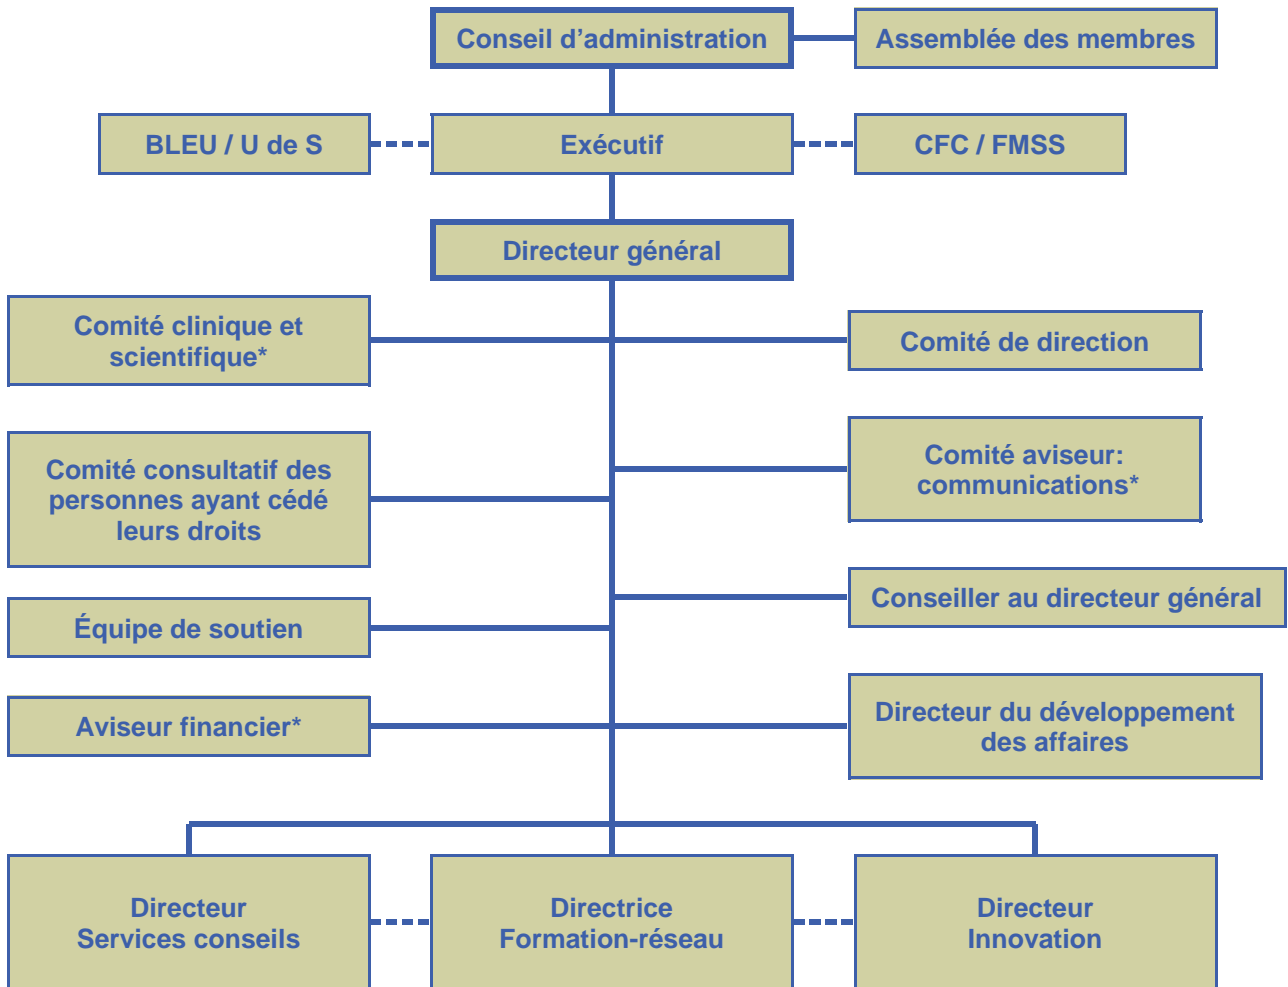 Conseil d’administration
Assemblée des membres
BLEU / U de S
Exécutif
CFC / FMSS
Directeur général
Comité clinique et
scientifique*
Comité de direction
Comité consultatif des
personnes ayant cédé
leurs droits
Comité aviseur:
communications*
Équipe de soutien
Conseiller au directeur général
Aviseur financier*
Directeur du développement
des affaires
Directeur
Services conseils
Directrice
Formation-réseau
Directeur
Innovation